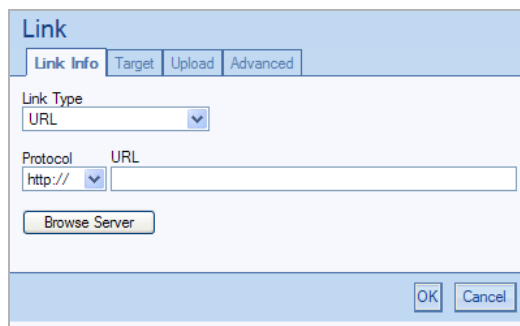 Link
Link Info Target Upload Advanced
Link Type
URL
Protocol URL
http://
Browse Server
OK Cancel